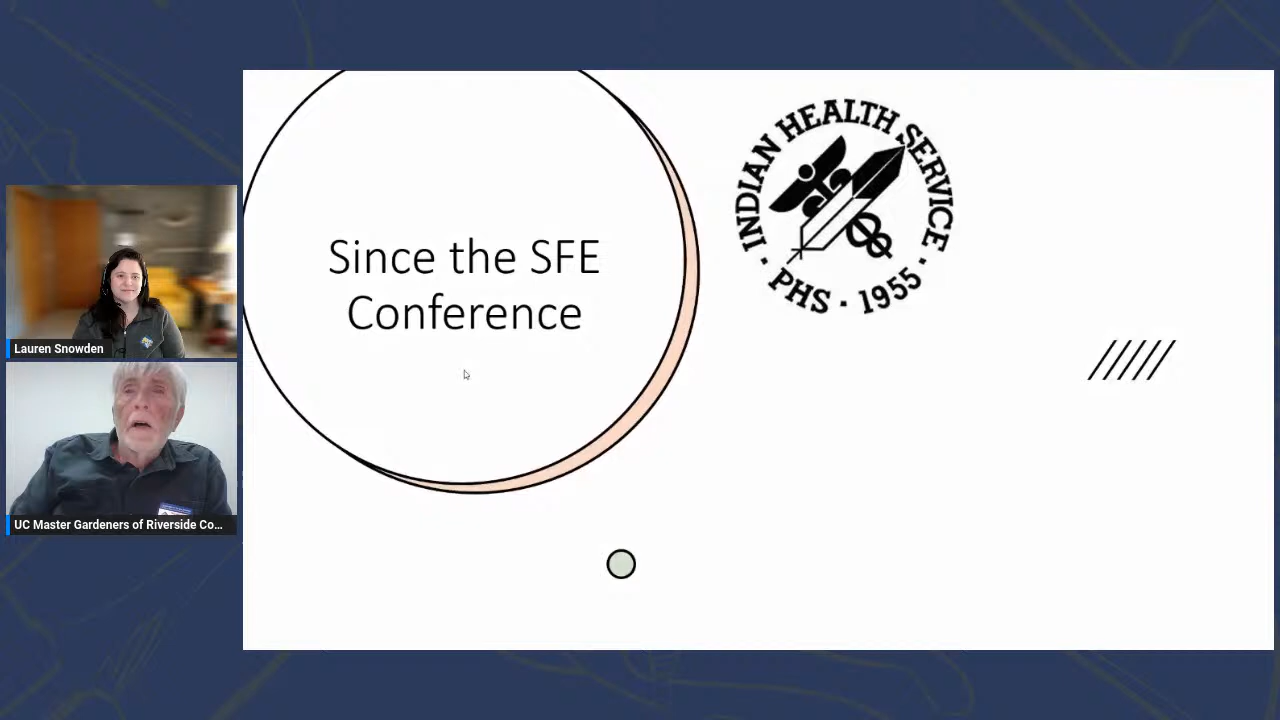 INDIAN HEALTH SERVICE
· PHS · 1955 ·
Since the SFE
Conference
Lauren Snowden
UC Master Gardeners of Riverside Co...